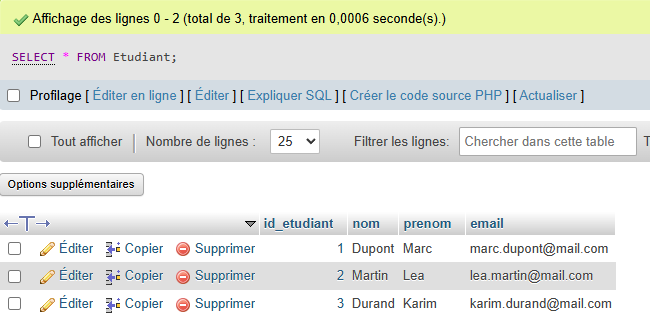 Affichage des lignes 0 - 2 (total de 3, traitement en 0,0006 seconde(s).)
SELECT * FROM Etudiant;
Profilage [ Éditer en ligne ] [ Éditer ] [ Expliquer SQL ] [ Créer le code source PHP ] [ Actualiser ]
Tout afficher Nombre de lignes : 25 Filtrer les lignes: Chercher dans cette table T
Options supplémentaires
←T→ id_etudiant nom prenom email
Éditer Copier Supprimer 1 Dupont Marc marc.dupont@mail.com
Éditer Copier Supprimer 2 Martin Lea lea.martin@mail.com
Éditer Copier Supprimer 3 Durand Karim karim.durand@mail.com